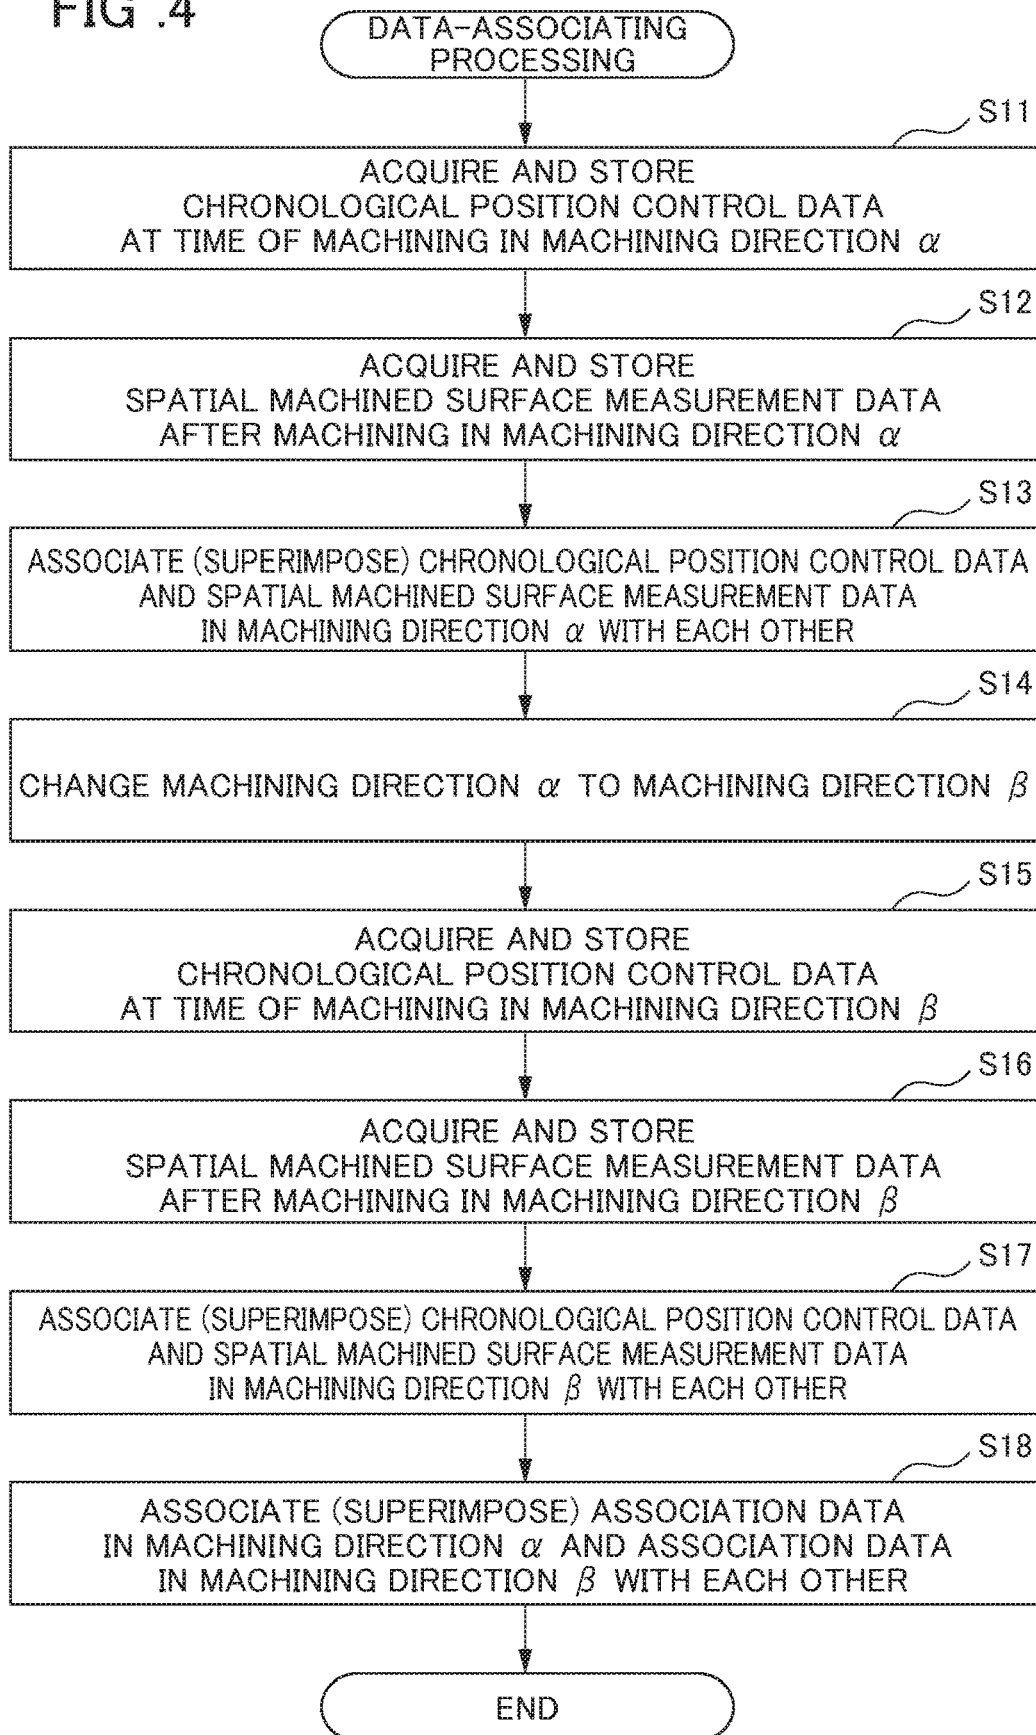 FIG .4
DATA-ASSOCIATING
PROCESSING
S11
ACQUIRE AND STORE
CHRONOLOGICAL POSITION CONTROL DATA
AT TIME OF MACHINING IN MACHINING DIRECTION α
S12
ACQUIRE AND STORE
SPATIAL MACHINED SURFACE MEASUREMENT DATA
AFTER MACHINING IN MACHINING DIRECTION α
S13
ASSOCIATE (SUPERIMPOSE) CHRONOLOGICAL POSITION CONTROL DATA
AND SPATIAL MACHINED SURFACE MEASUREMENT DATA
IN MACHINING DIRECTION α WITH EACH OTHER
S14
CHANGE MACHINING DIRECTION α TO MACHINING DIRECTION β
S15
ACQUIRE AND STORE
CHRONOLOGICAL POSITION CONTROL DATA
AT TIME OF MACHINING IN MACHINING DIRECTION β
S16
ACQUIRE AND STORE
SPATIAL MACHINED SURFACE MEASUREMENT DATA
AFTER MACHINING IN MACHINING DIRECTION β
S17
ASSOCIATE (SUPERIMPOSE) CHRONOLOGICAL POSITION CONTROL DATA
AND SPATIAL MACHINED SURFACE MEASUREMENT DATA
IN MACHINING DIRECTION β WITH EACH OTHER
S18
ASSOCIATE (SUPERIMPOSE) ASSOCIATION DATA
IN MACHINING DIRECTION α AND ASSOCIATION DATA
IN MACHINING DIRECTION β WITH EACH OTHER
END